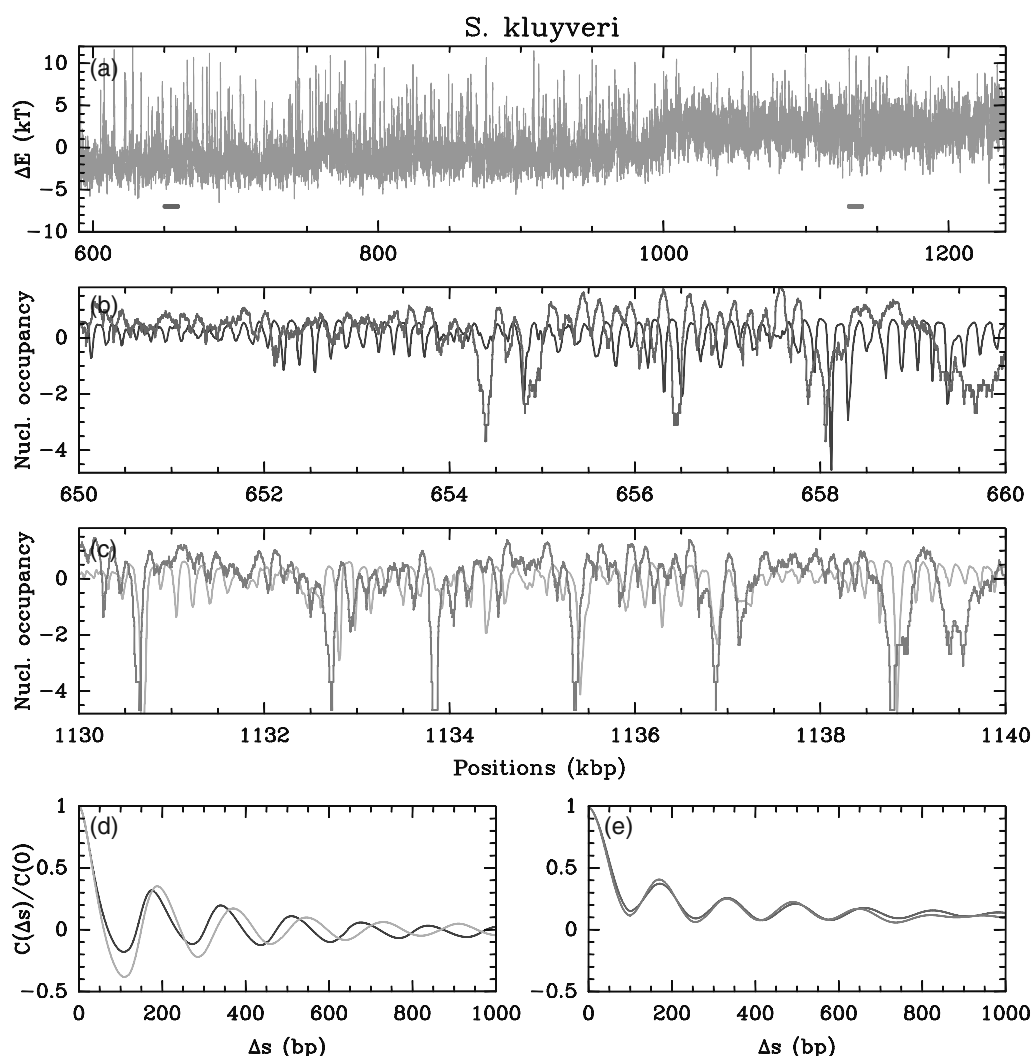 S. kluyveri
(a)
ΔE (kT)
10
5
0
−5
−10
600 800 1000 1200
(b)
Nucl. occupancy
0
−2
−4
650 652 654 656 658 660
(c)
Nucl. occupancy
0
−2
−4
1130 1132 1134 1136 1138 1140
Positions (kbp)
(d)
C(Δs)/C(0)
1
0.5
0
−0.5
0 200 400 600 800 1000
Δs (bp)
(e)
1
0.5
0
−0.5
0 200 400 600 800 1000
Δs (bp)